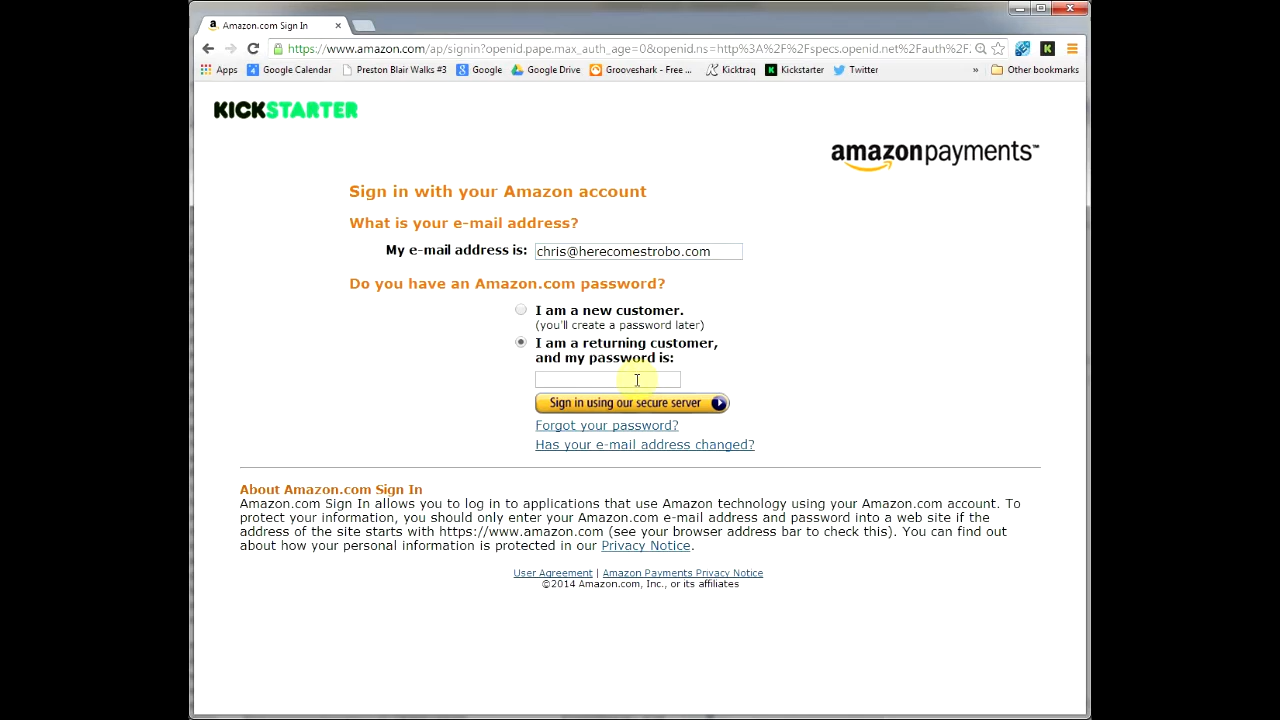 Amazon.com Sign In
https://www.amazon.com/ap/signin?openid.pape.max_auth_age=0&openid.ns=http%3A%2F%2Fspecs.openid.net%2Fauth%2F.
Apps Google Calendar Preston Blair Walks #3 Google Google Drive Grooveshark - Free ... Kicktraq Kickstarter Twitter » Other bookmarks
KICKSTARTER
amazonpayments™
Sign in with your Amazon account
What is your e-mail address?
My e-mail address is: chris@herecomestrobo.com
Do you have an Amazon.com password?
I am a new customer.
(you'll create a password later)
I am a returning customer,
and my password is:
Sign in using our secure server
Forgot your password?
Has your e-mail address changed?
About Amazon.com Sign In
Amazon.com Sign In allows you to log in to applications that use Amazon technology using your Amazon.com account. To
protect your information, you should only enter your Amazon.com e-mail address and password into a web site if the
address of the site starts with https://www.amazon.com (see your browser address bar to check this). You can find out
about how your personal information is protected in our Privacy Notice.
User Agreement | Amazon Payments Privacy Notice
©2014 Amazon.com, Inc., or its affiliates